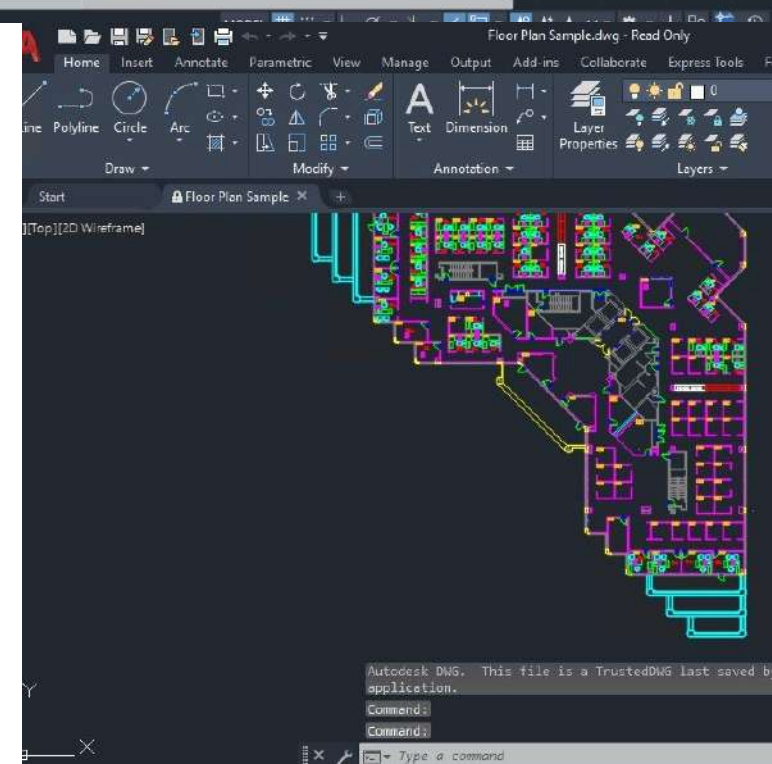 Floor Plan Sample.dwg - Read Only
Home Insert Annotate Parametric View Manage Output Add-ins Collaborate Express Tools
Polyline Circle Arc
Text Dimension
Layer Properties
0
Draw Modify Annotation Layers
Start Floor Plan Sample
][Top][2D Wireframe]
Autodesk DWG. This file is a TrustedDWG last saved by
application.
Command:
Command:
Type a command
Y
X